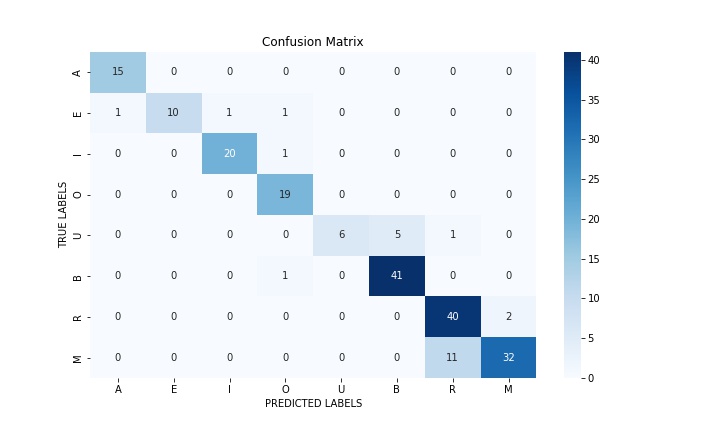 Confusion Matrix
A 15 0 0 0 0 0 0 0
E 1 10 1 1 0 0 0 0
I 0 0 20 1 0 0 0 0
O 0 0 0 19 0 0 0 0
U 0 0 0 0 6 5 1 0
B 0 0 0 1 0 41 0 0
R 0 0 0 0 0 0 40 2
M 0 0 0 0 0 0 11 32
A E I O U B R M
PREDICTED LABELS
TRUE LABELS
40
35
30
25
20
15
10
5
0